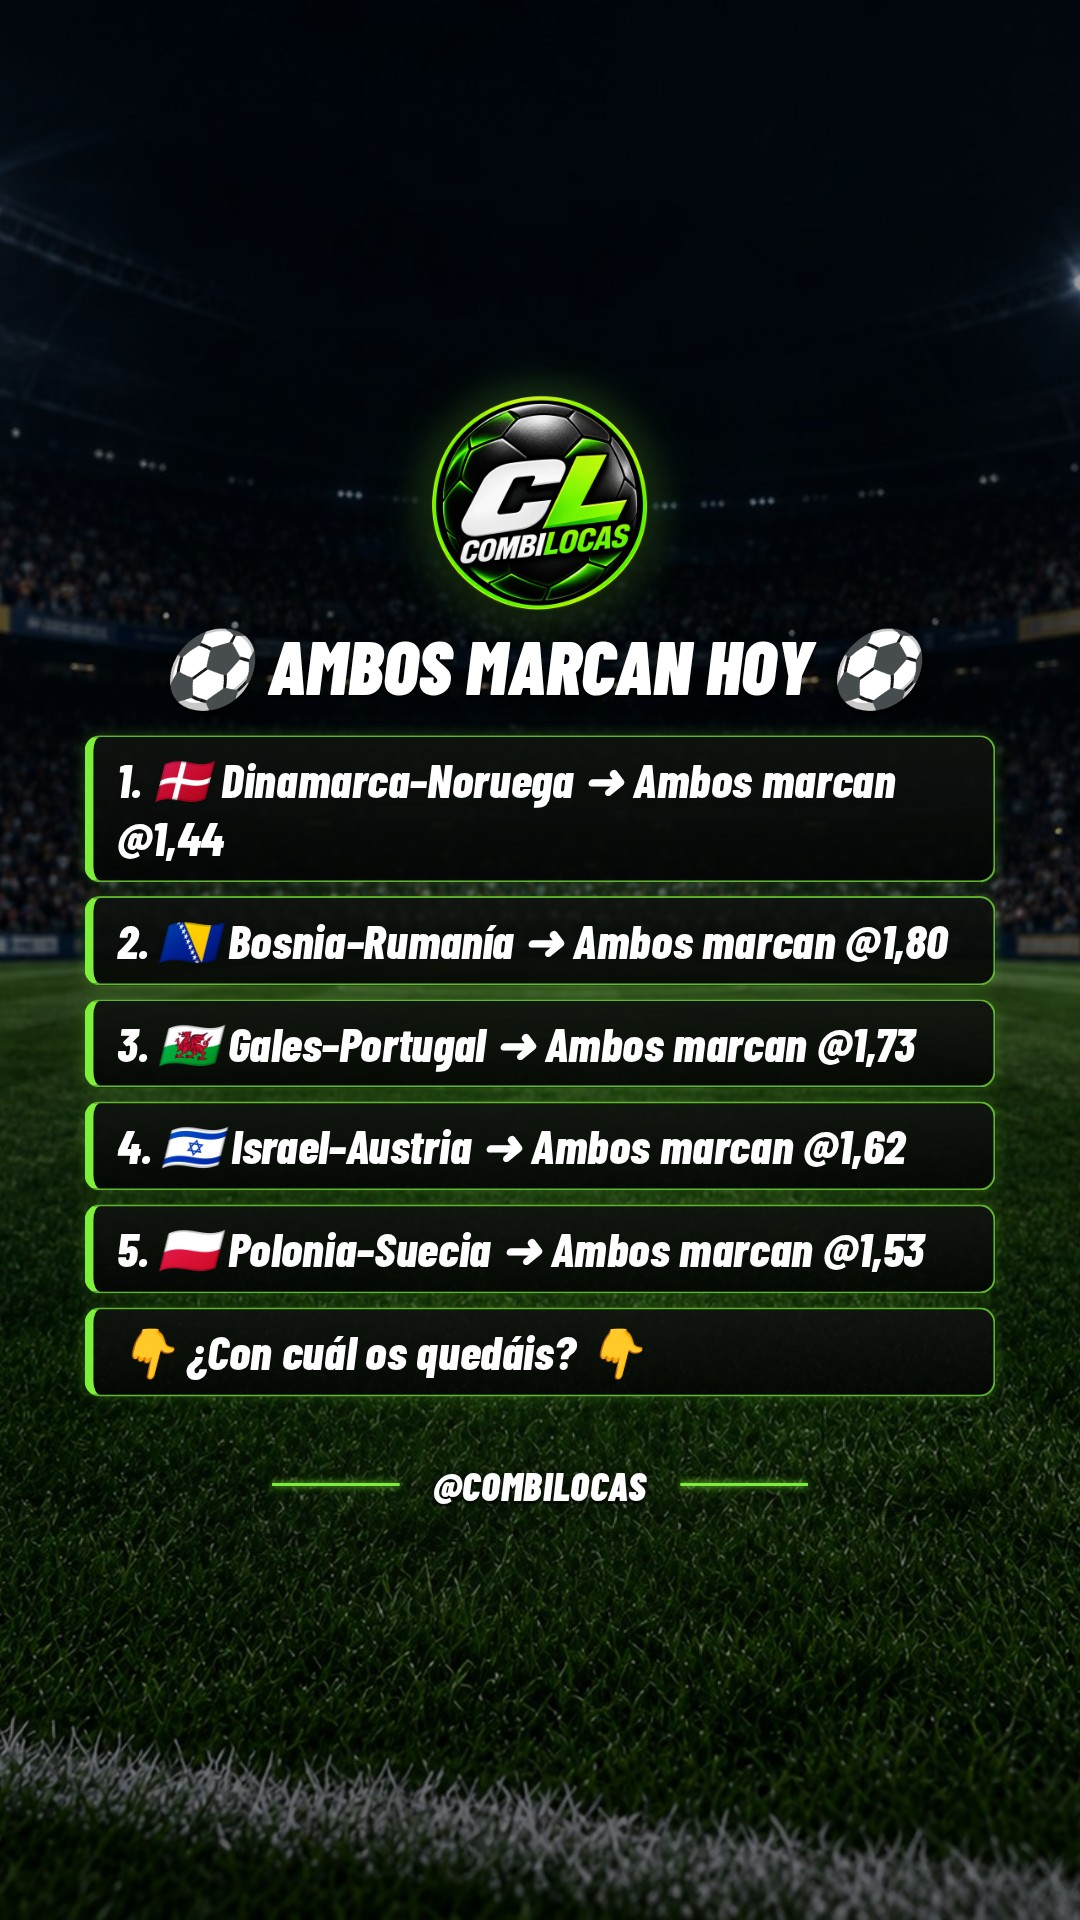 CL
COMBILOCAS
⚽ AMBOS MARCAN HOY ⚽
1. 🇩🇰 Dinamarca-Noruega ➜ Ambos marcan
@1,44
2. 🇧🇦 Bosnia-Rumanía ➜ Ambos marcan @1,80
3. 🏴󠁧󠁢󠁷󠁬󠁳󠁿 Gales-Portugal ➜ Ambos marcan @1,73
4. 🇮🇱 Israel-Austria ➜ Ambos marcan @1,62
5. 🇵🇱 Polonia-Suecia ➜ Ambos marcan @1,53
👇 ¿Con cuál os quedáis? 👇
@COMBILOCAS